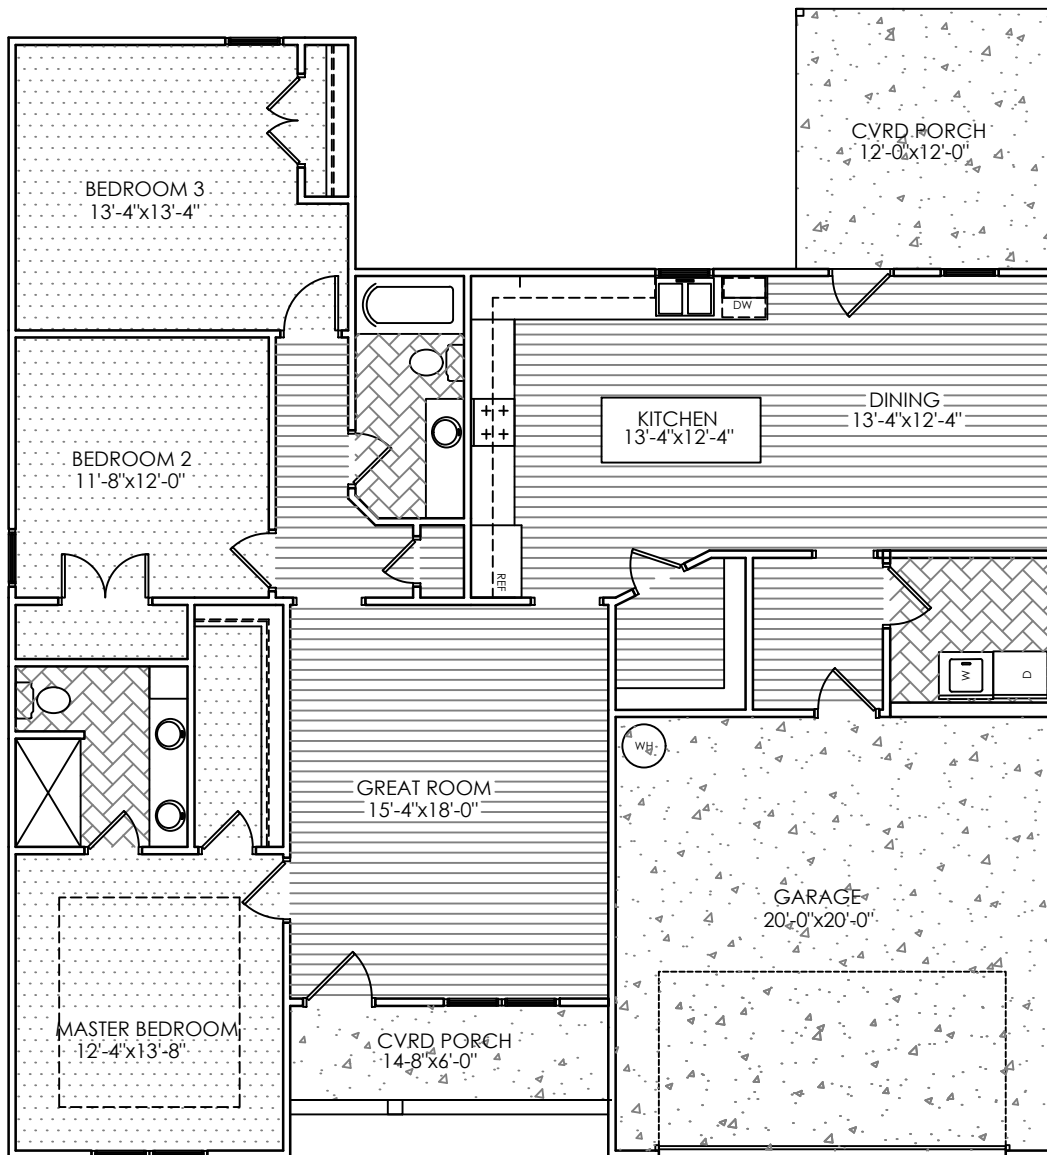 CVRD PORCH
12'-0"x12'-0"
BEDROOM 3
13'-4"x13'-4"
DW
DINING
13'-4"x12'-4"
KITCHEN
13'-4"x12'-4"
BEDROOM 2
11'-8"x12'-0"
REF
W
D
WH
GREAT ROOM
15'-4"x18'-0"
GARAGE
20'-0"x20'-0"
MASTER BEDROOM
12'-4"x13'-8"
CVRD PORCH
14-8"x6'-0"